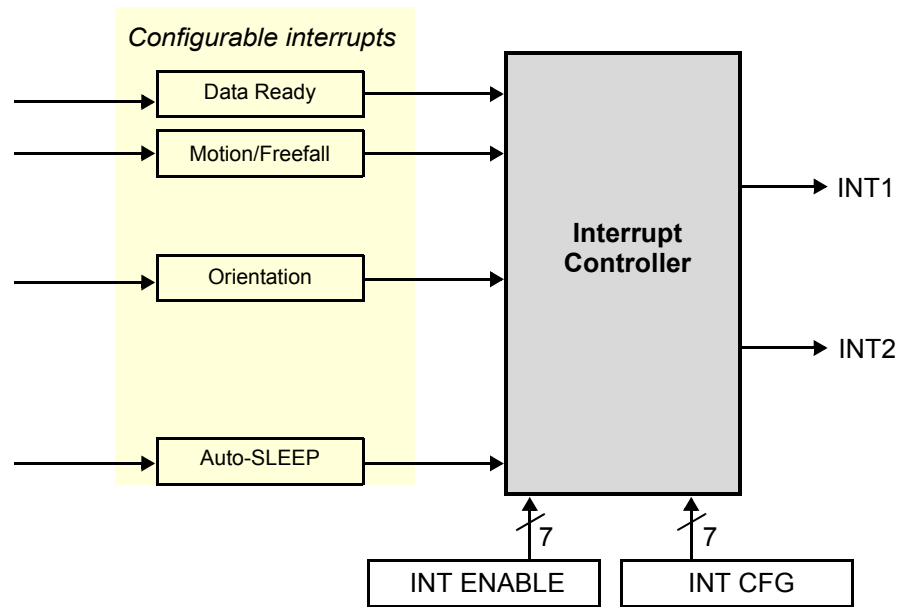 Configurable interrupts
Data Ready
Motion/Freefall
Orientation
Auto-SLEEP
Interrupt
Controller
INT1
INT2
7
7
INT ENABLE
INT CFG